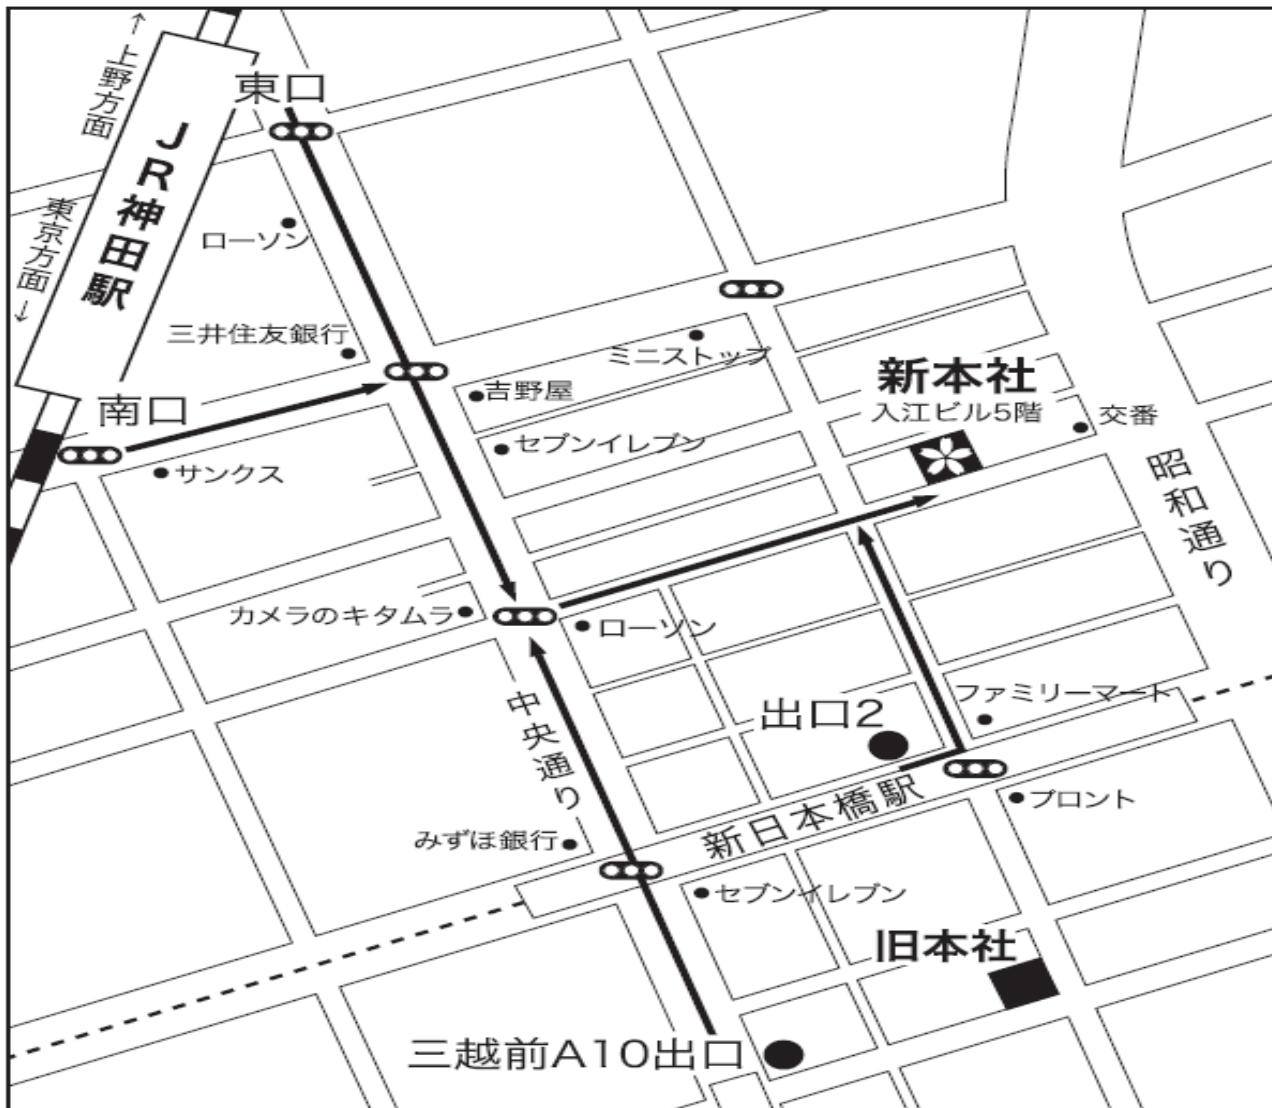 ↑上野方面
東口
JR神田駅
東京方面↓
ローソン
三井住友銀行
南口
サンクス
ミニストップ
吉野屋
セブンイレブン
新本社
入江ビル5階
交番
昭和通り
カメラのキタムラ
ローソン
中央通り
ファミリーマート
出口2
新日本橋駅
プロント
みずほ銀行
セブンイレブン
旧本社
三越前A10出口